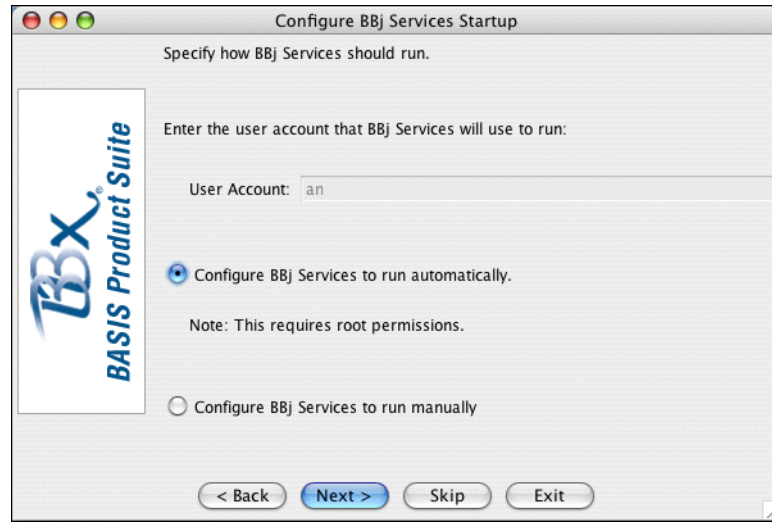 Configure BBj Services Startup
Specify how BBj Services should run.
Enter the user account that BBj Services will use to run:
User Account: an
Configure BBj Services to run automatically.
Note: This requires root permissions.
Configure BBj Services to run manually
BBx®
BASIS Product Suite
< Back Next > Skip Exit